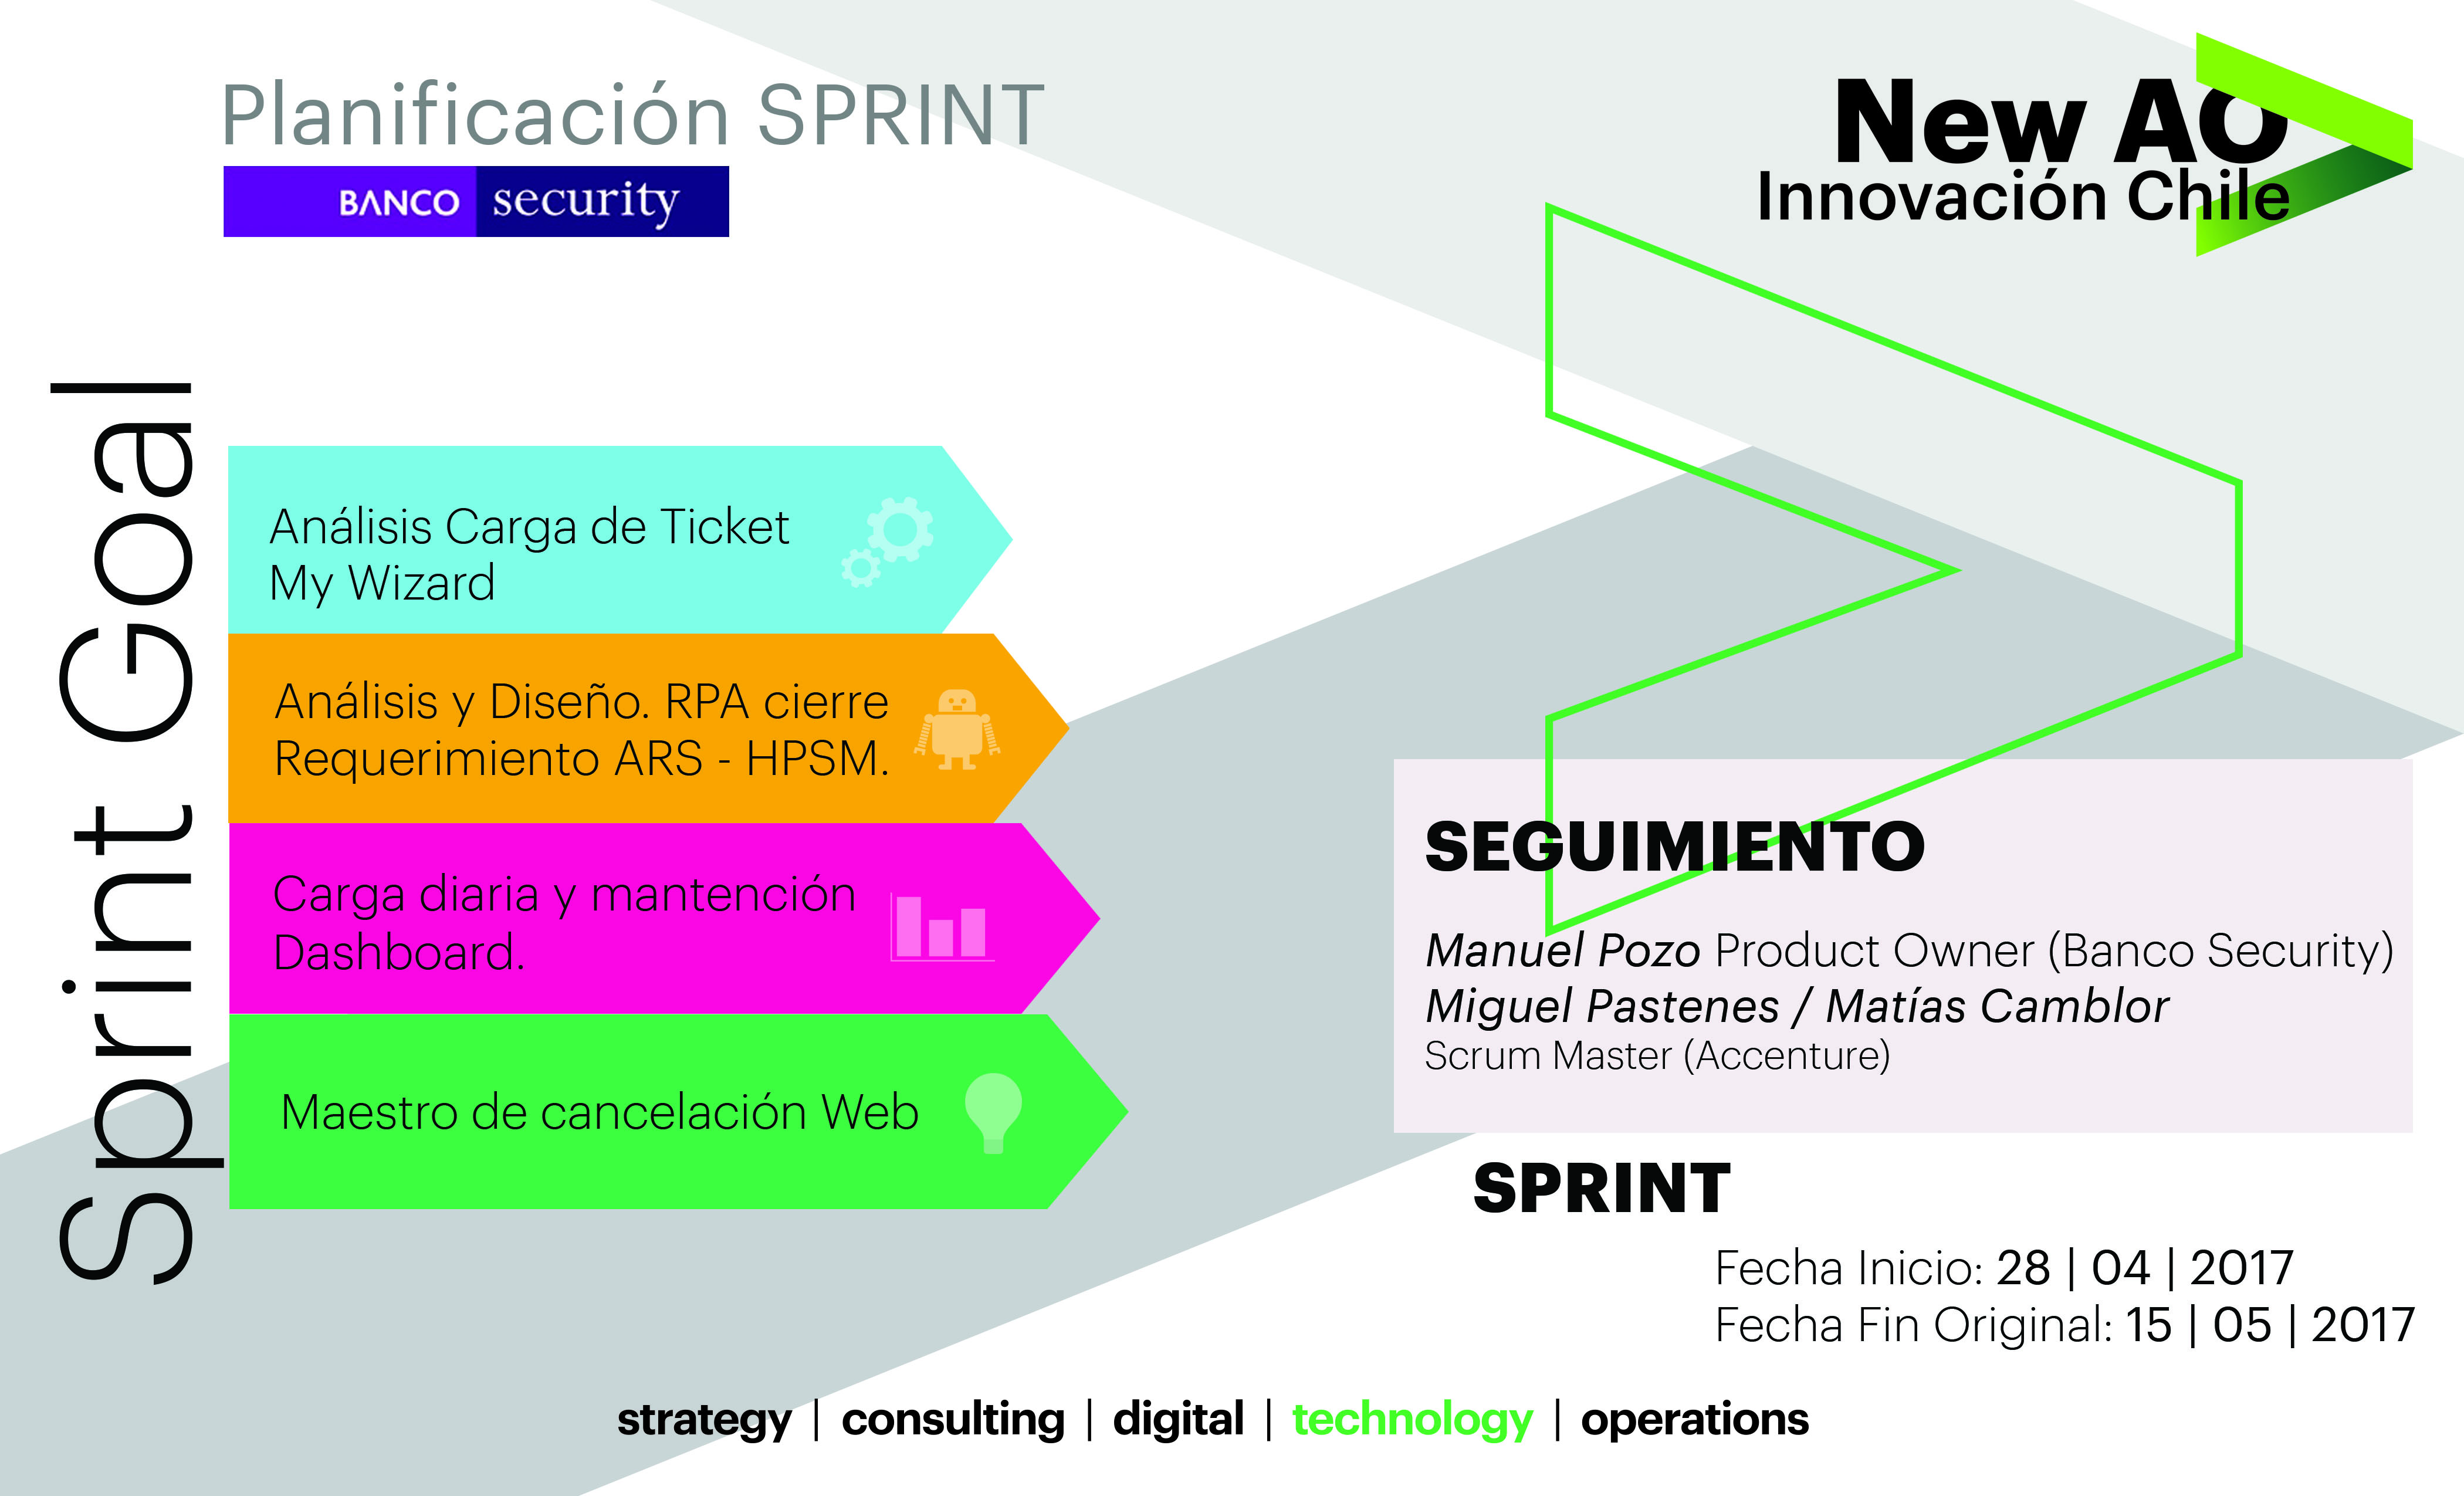 Planificación SPRINT
BANCO security
New AO
Innovación Chile
Sprint Goal
Análisis Carga de Ticket
My Wizard
Análisis y Diseño. RPA cierre
Requerimiento ARS - HPSM.
Carga diaria y mantención
Dashboard.
Maestro de cancelación Web
SEGUIMIENTO
Manuel Pozo Product Owner (Banco Security)
Miguel Pastenes / Matías Camblor
Scrum Master (Accenture)
SPRINT
Fecha Inicio: 28 | 04 | 2017
Fecha Fin Original: 15 | 05 | 2017
strategy | consulting | digital | technology | operations